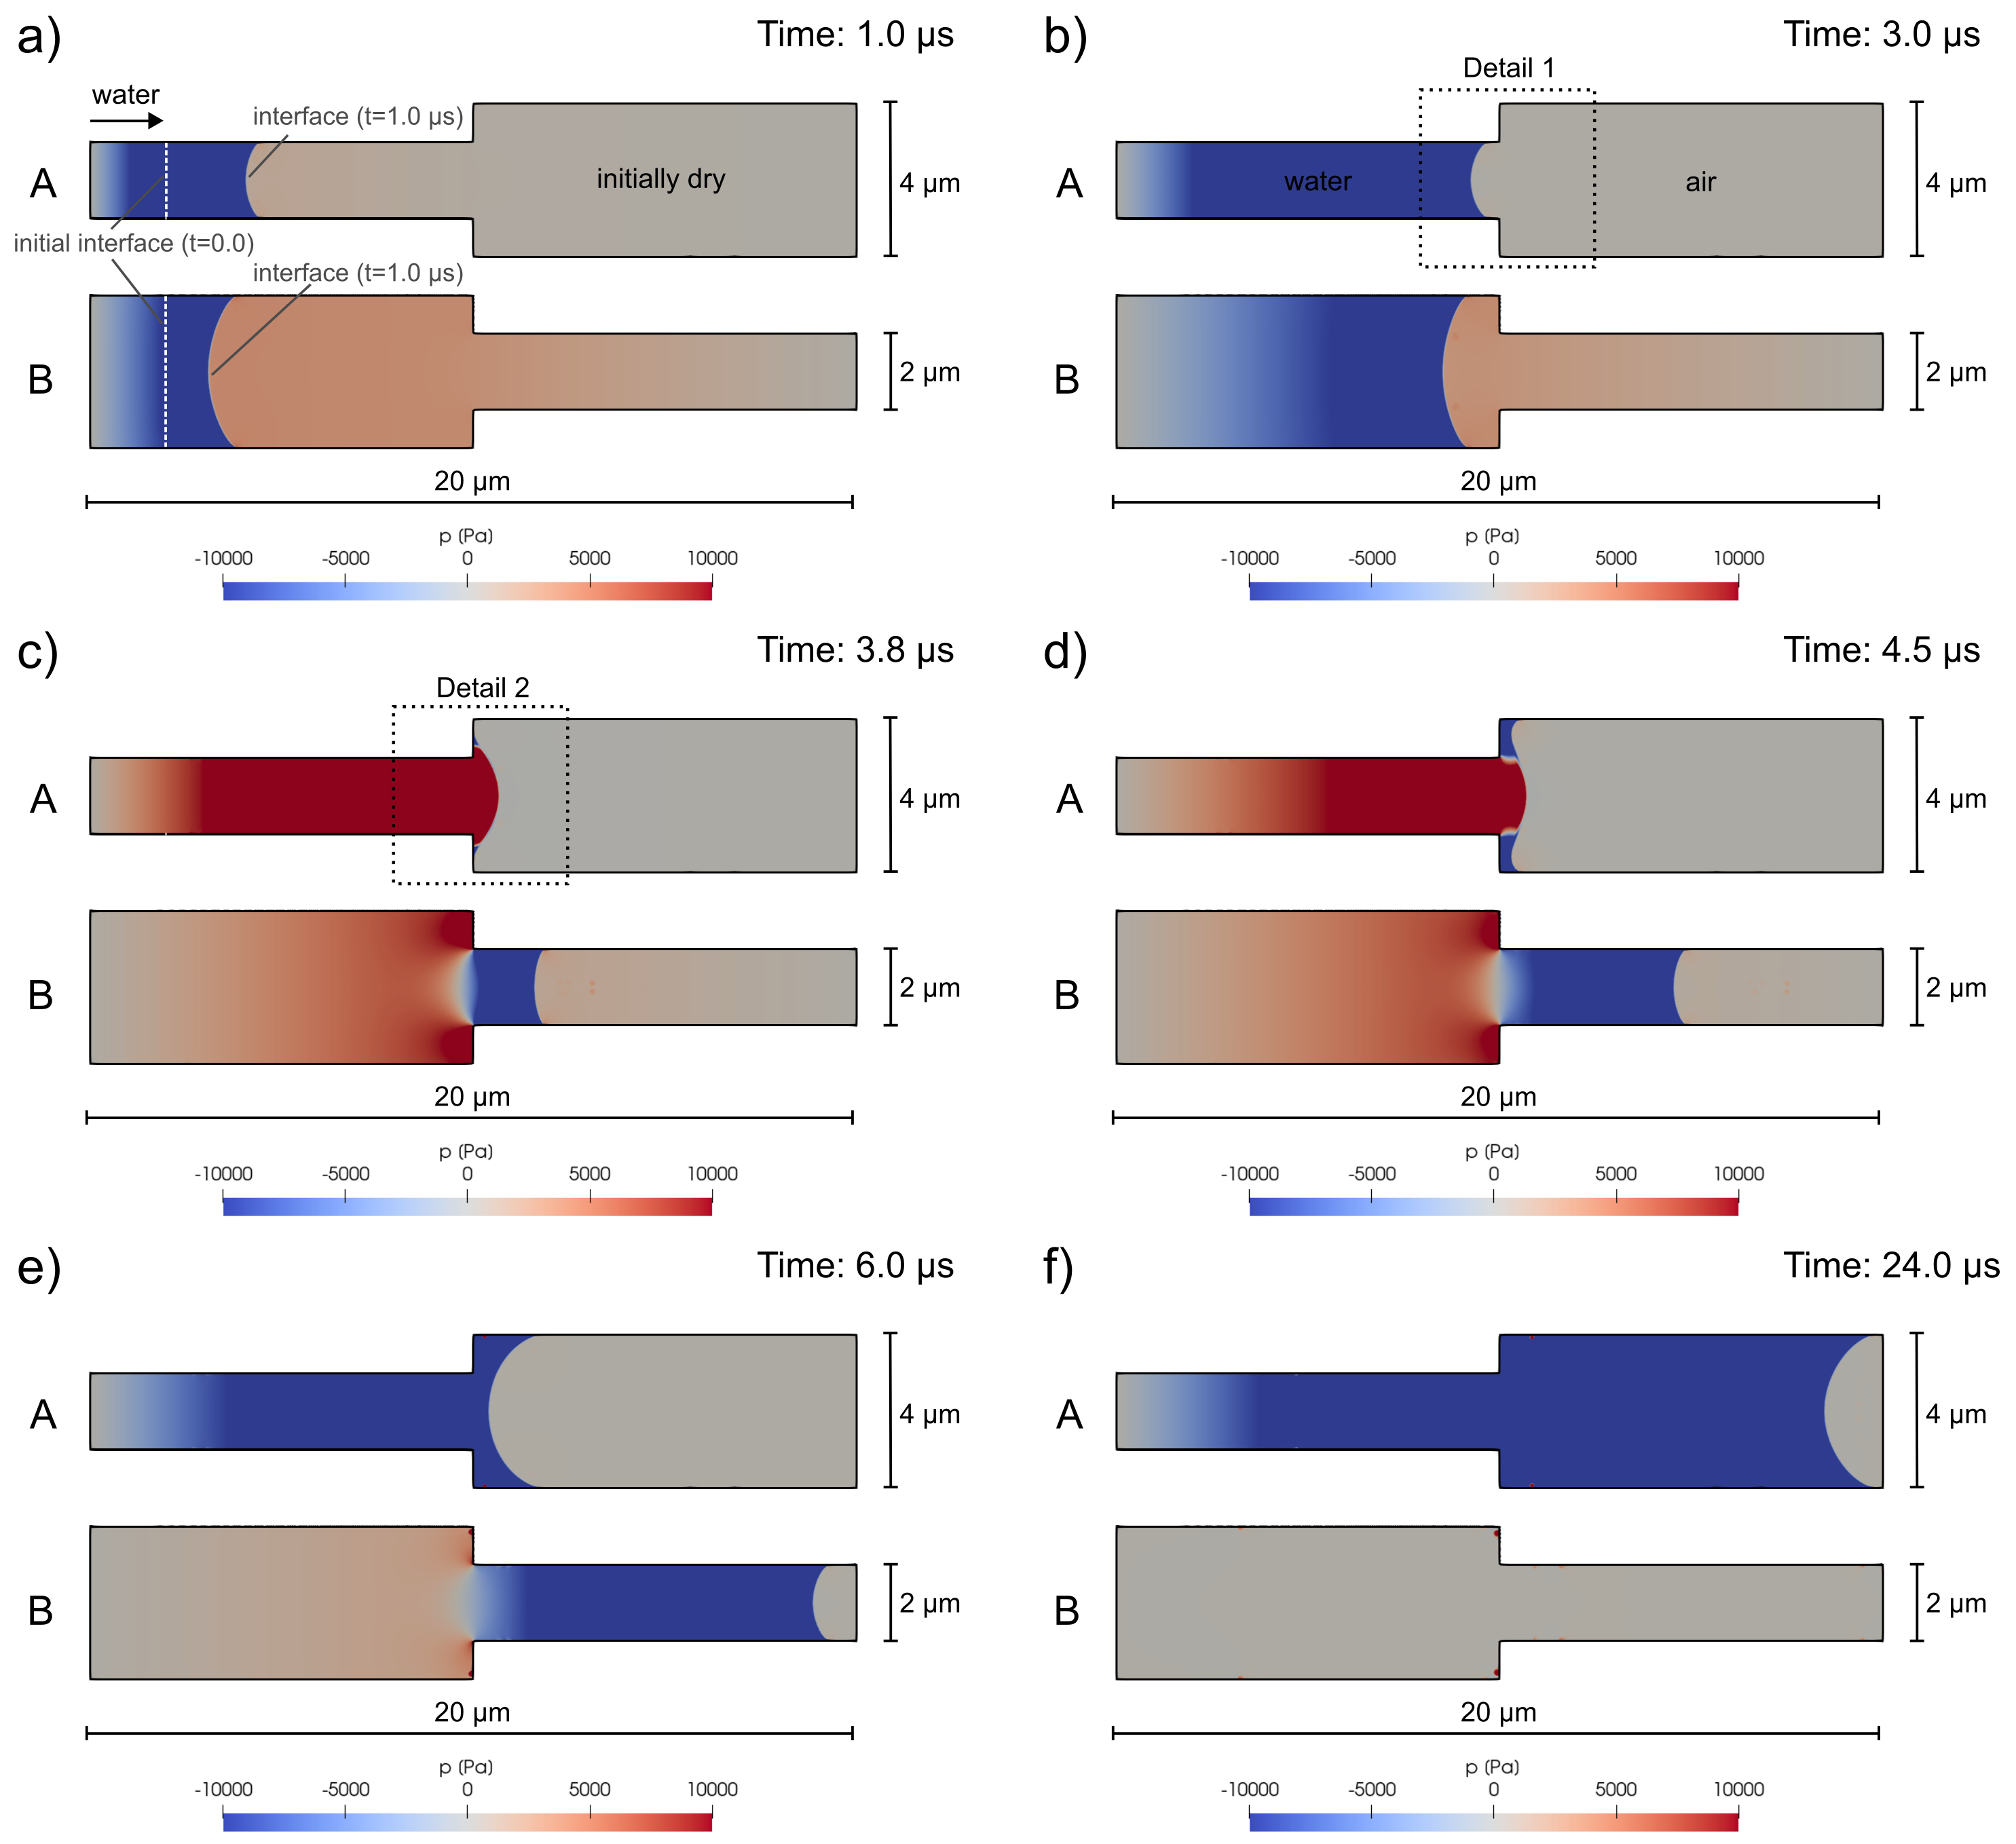 a)
Time: 1.0 µs
water
interface (t=1.0 µs)
A
initially dry
4 µm
initial interface (t=0.0)
interface (t=1.0 µs)
B
2 µm
20 µm
p (Pa)
-10000 -5000 0 5000 10000
b)
Time: 3.0 µs
Detail 1
A
water
air
4 µm
B
2 µm
20 µm
p (Pa)
-10000 -5000 0 5000 10000
c)
Time: 3.8 µs
Detail 2
A
4 µm
B
2 µm
20 µm
p (Pa)
-10000 -5000 0 5000 10000
d)
Time: 4.5 µs
A
4 µm
B
2 µm
20 µm
p (Pa)
-10000 -5000 0 5000 10000
e)
Time: 6.0 µs
A
4 µm
B
2 µm
20 µm
p (Pa)
-10000 -5000 0 5000 10000
f)
Time: 24.0 µs
A
4 µm
B
2 µm
20 µm
p (Pa)
-10000 -5000 0 5000 10000